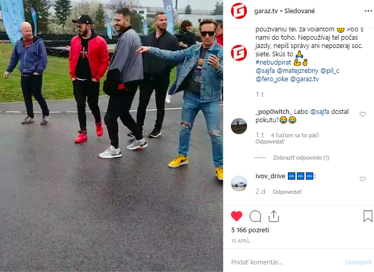 garaz.tv • Sledované
používaniu tel. za volantom 😀 Poď s
nami do toho. Nepoužívaj tel počas
jazdy, nepíš správy ani nepozeraj soc.
siete. Skús to 🙏
#nebudpirat 💪👌
@sajfa @matejzrebny @pil_c
@fero_joke @garaz.tv
1 t
_pop0witch_ Lebo @sajfa dostal
pokutu?😂😂
1 t 4 ľuďom sa to páči
Odpovedať
Zobraziť odpovede (1)
ivov_drive
2 d Odpovedať
5 166 pozretí
10 APRÍL
Pridať komentár...
Uverejniť